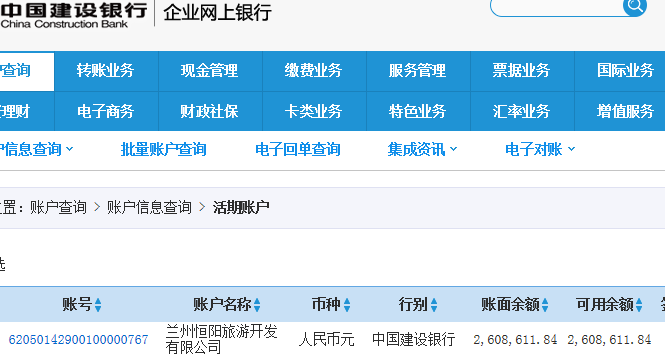 中国建设银行 企业网上银行
China Construction Bank
查询 转账业务 现金管理 缴费业务 服务管理 票据业务 国际业务
理财 电子商务 财政社保 卡类业务 特色业务 汇率业务 增值服务
信息查询 批量账户查询 电子回单查询 集成资讯 电子对账
置：账户查询 > 账户信息查询 > 活期账户
选
账号 账户名称 币种 行别 账面余额 可用余额
62050142900100000767 兰州恒阳旅游开发有限公司 人民币元 中国建设银行 2,608,611.84 2,608,611.84